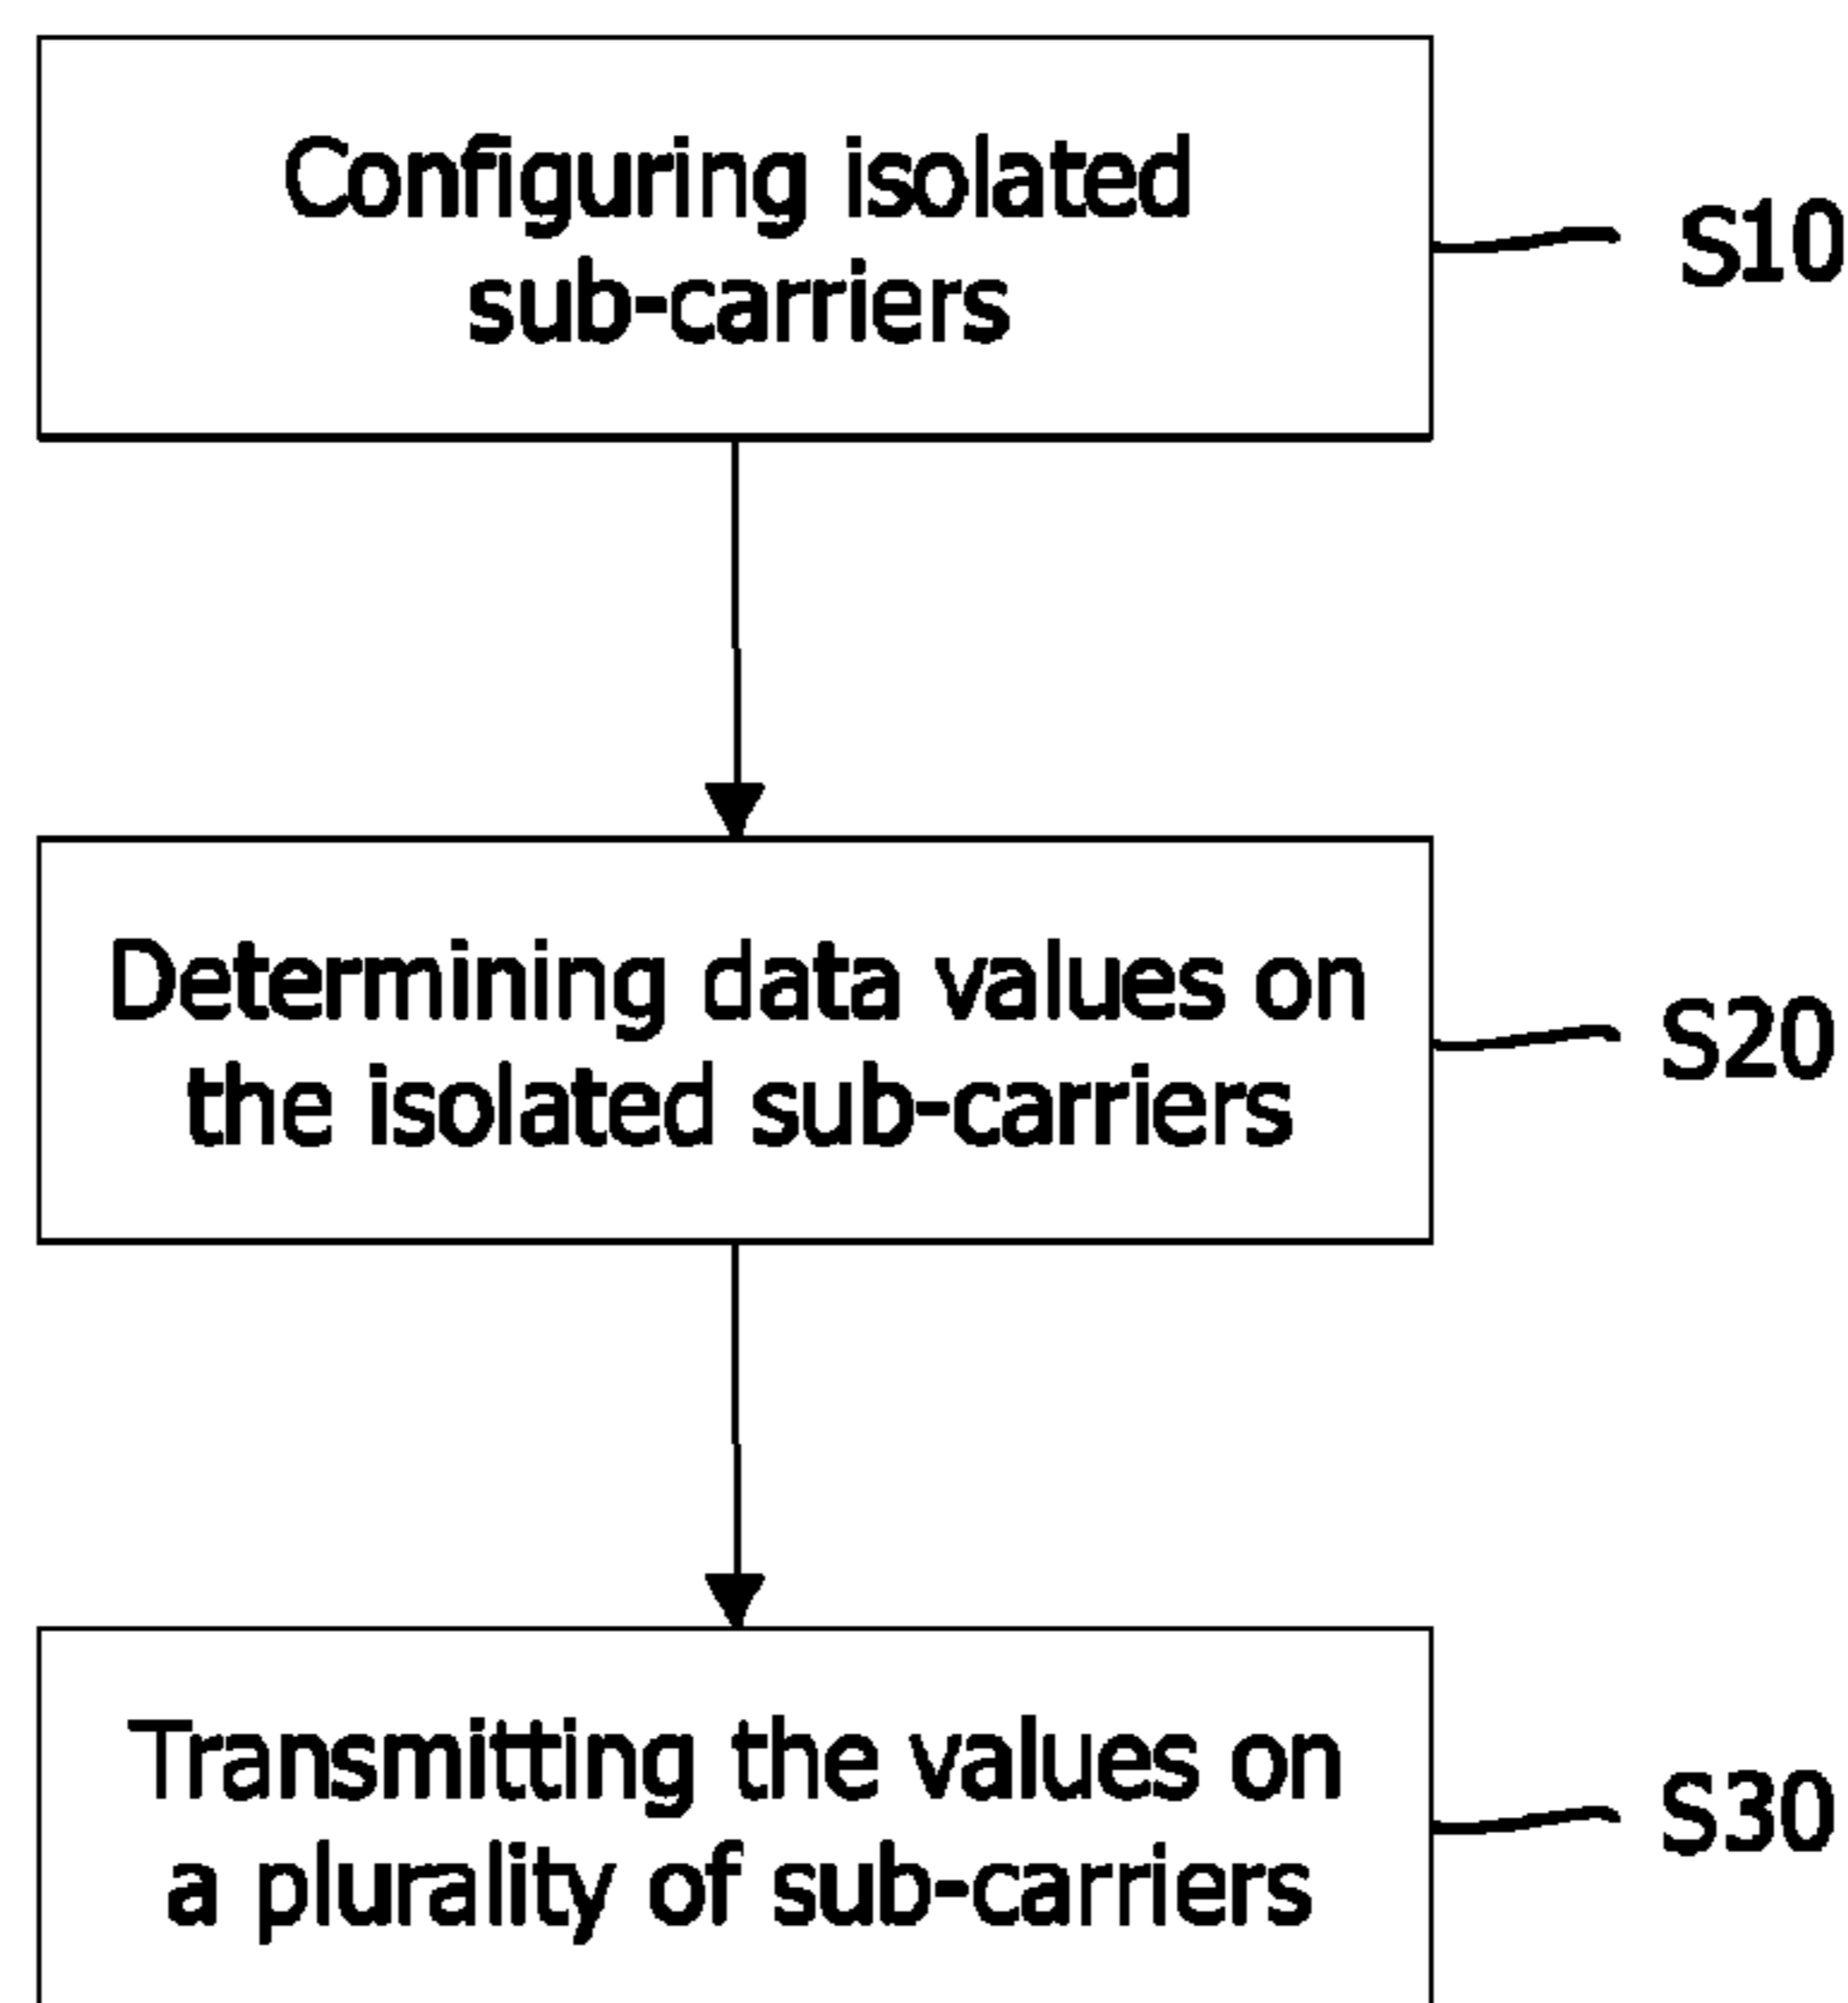 Configuring isolated
sub-carriers
S10
Determining data values on
the isolated sub-carriers
S20
Transmitting the values on
a plurality of sub-carriers
S30